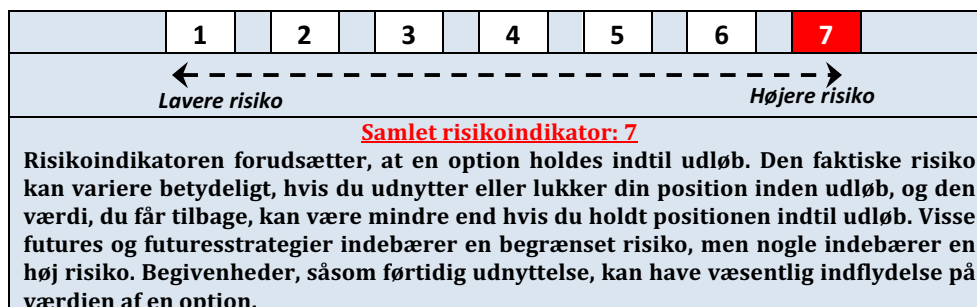 1 2 3 4 5 6 7
Lavere risiko Højere risiko
Samlet risikoindikator: 7
Risikoindikatoren forudsætter, at en option holdes indtil udløb. Den faktiske risiko
kan variere betydeligt, hvis du udnytter eller lukker din position inden udløb, og den
værdi, du får tilbage, kan være mindre end hvis du holdt positionen indtil udløb. Visse
futures og futuresstrategier indebærer en begrænset risiko, men nogle indebærer en
høj risiko. Begivenheder, såsom førtidig udnyttelse, kan have væsentlig indflydelse på
værdien af en option.